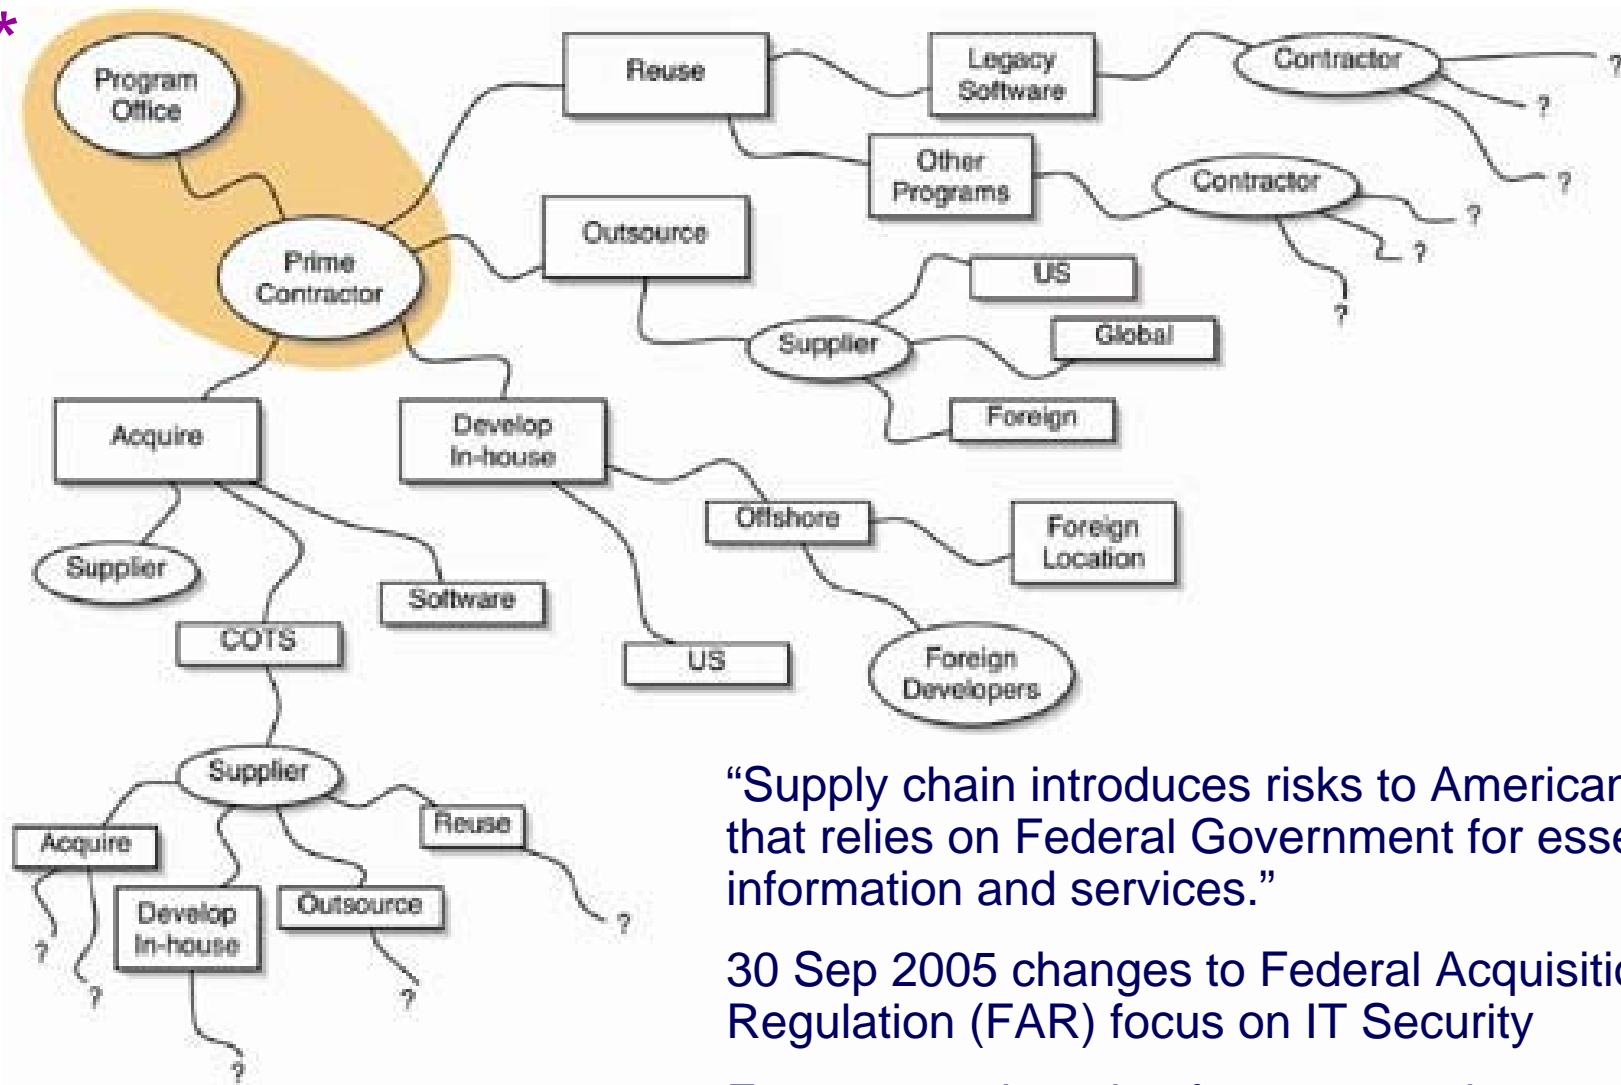 *
Program
Office
Prime
Contractor
Reuse
Legacy
Software
Contractor
?
?
?
Other
Programs
Contractor
?
?
?
Outsource
Supplier
US
Global
Foreign
Acquire
Supplier
Software
COTS
Develop
In-house
Offshore
Foreign
Location
Foreign
Developers
US
Supplier
Acquire
?
?
Develop
In-house
?
Outsource
?
Reuse
?
“Supply chain introduces risks to American
that relies on Federal Government for esse
information and services.”
30 Sep 2005 changes to Federal Acquisitio
Regulation (FAR) focus on IT Security